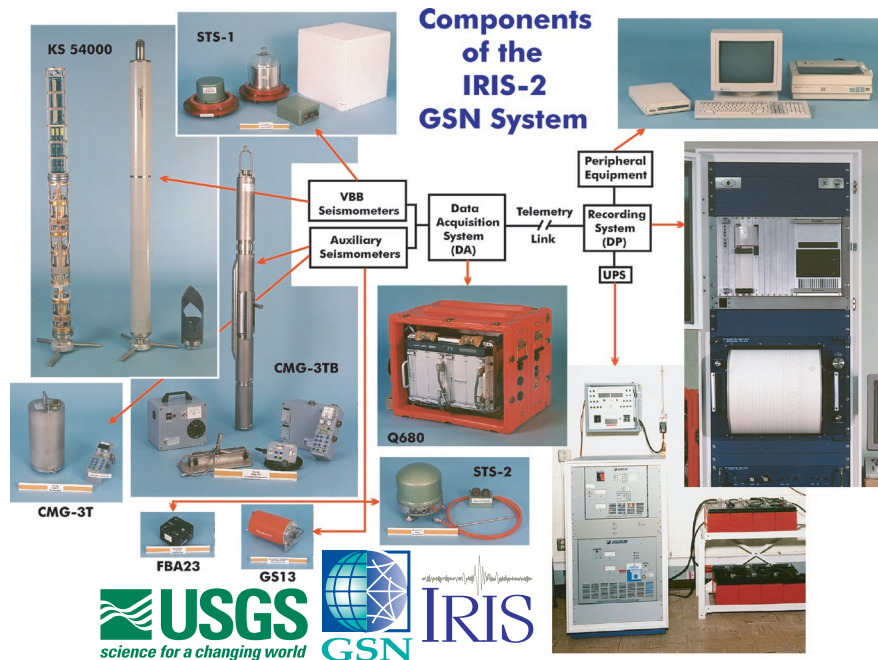 Components
of the
IRIS-2
GSN System
KS 54000
STS-1
VBB
Seismometers
Auxiliary
Seismometers
Data
Acquisition
System
(DA)
Telemetry
Link
Peripheral
Equipment
Recording
System
(DP)
UPS
CMG-3TB
Q680
CMG-3T
STS-2
FBA23
GS13
USGS
science for a changing world
GSN
IRIS